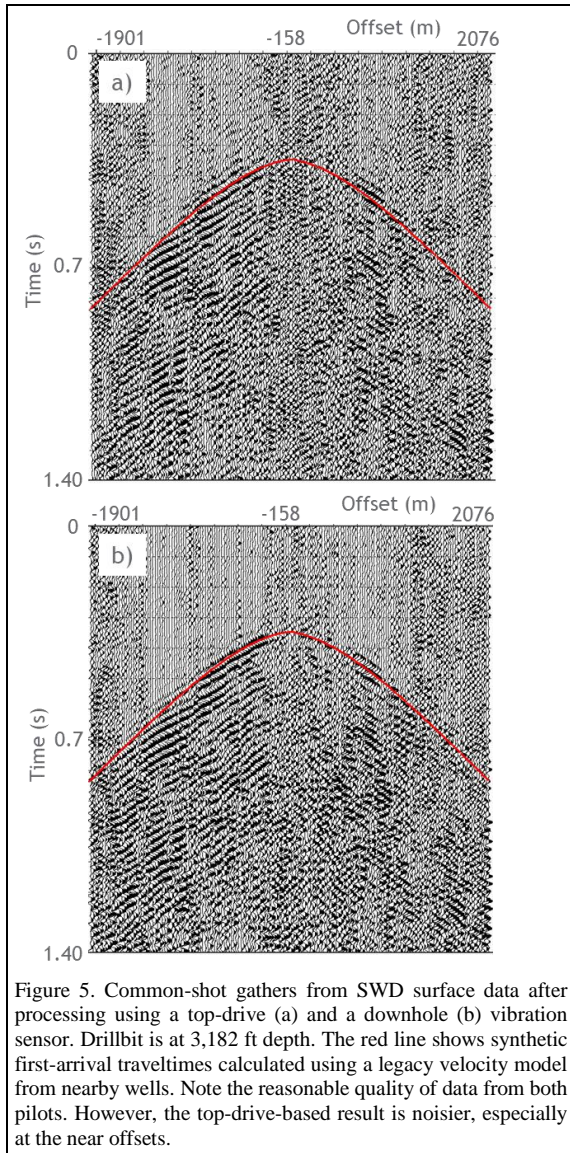 Offset (m)
-1901 -158 2076
0
a)
Time (s)
0.7
1.40
Offset (m)
-1901 -158 2076
0
b)
Time (s)
0.7
1.40
Figure 5. Common-shot gathers from SWD surface data after
processing using a top-drive (a) and a downhole (b) vibration
sensor. Drillbit is at 3,182 ft depth. The red line shows synthetic
first-arrival traveltimes calculated using a legacy velocity model
from nearby wells. Note the reasonable quality of data from both
pilots. However, the top-drive-based result is noisier, especially
at the near offsets.